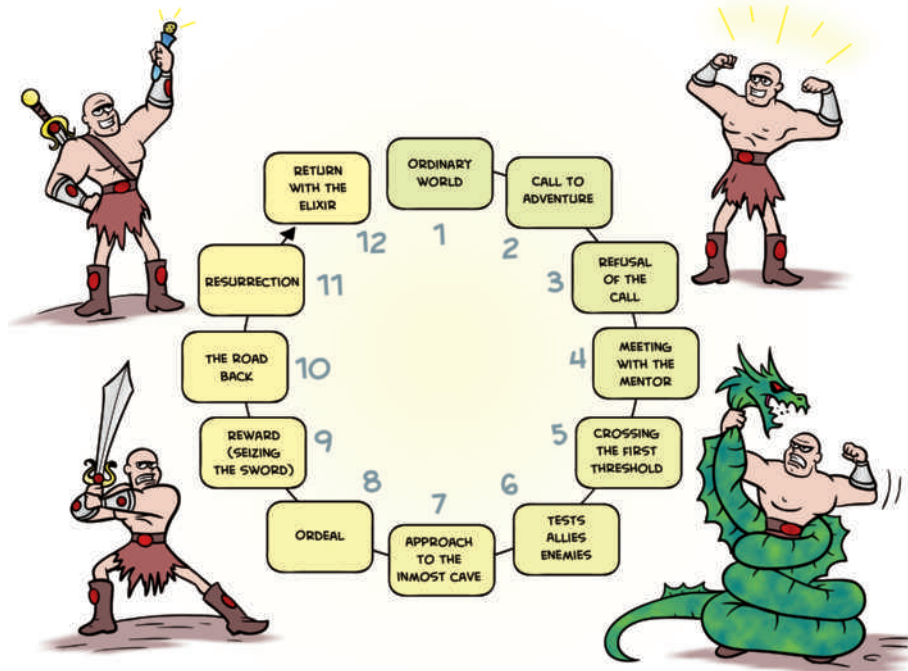 ORDINARY
WORLD
1
CALL TO
ADVENTURE
2
REFUSAL
OF THE
CALL
3
MEETING
WITH THE
MENTOR
4
CROSSING
THE FIRST
THRESHOLD
5
TESTS
ALLIES
ENEMIES
6
APPROACH
TO THE
INMOST CAVE
7
ORDEAL
8
REWARD
(SEIZING
THE SWORD)
9
THE ROAD
BACK
10
RESURRECTION
11
RETURN
WITH THE
ELIXIR
12